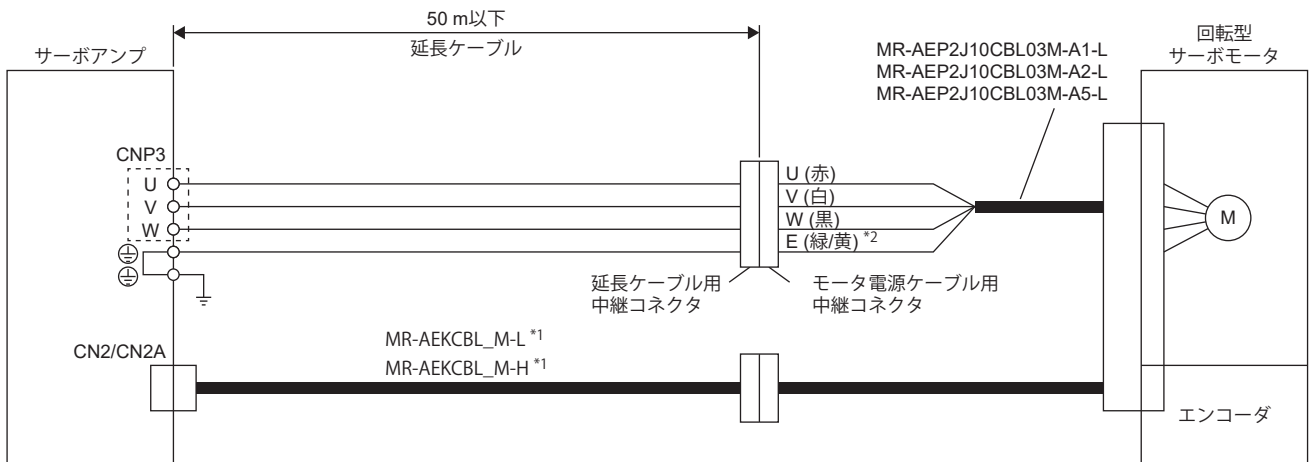 50 m以下
延長ケーブル
サーボアンプ
MR-AEP2J10CBL03M-A1-L
MR-AEP2J10CBL03M-A2-L
MR-AEP2J10CBL03M-A5-L
回転型
サーボモータ
CNP3
U
V
W
U (赤)
V (白)
W (黒)
E (緑/黄) *2
M
延長ケーブル用
中継コネクタ
モータ電源ケーブル用
中継コネクタ
CN2/CN2A
MR-AEKCBL_M-L *1
MR-AEKCBL_M-H *1
エンコーダ